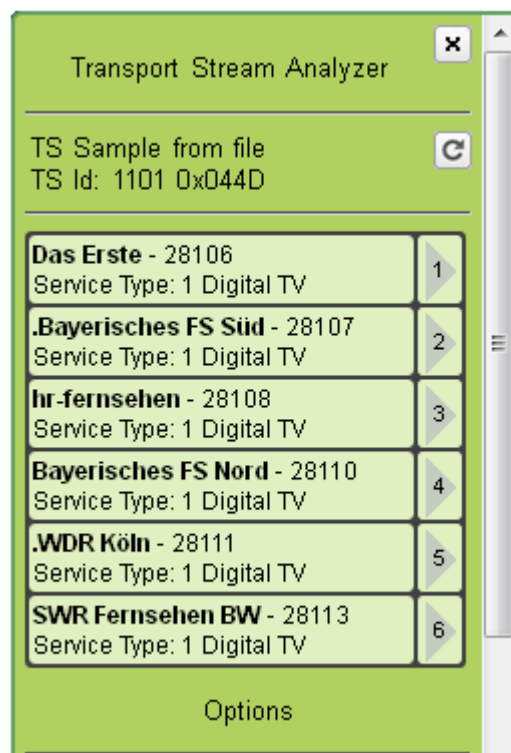 Transport Stream Analyzer
TS Sample from file
TS Id: 1101 0x044D
Das Erste - 28106
Service Type: 1 Digital TV
1
.Bayerisches FS Süd - 28107
Service Type: 1 Digital TV
2
hr-fernsehen - 28108
Service Type: 1 Digital TV
3
Bayerisches FS Nord - 28110
Service Type: 1 Digital TV
4
.WDR Köln - 28111
Service Type: 1 Digital TV
5
SWR Fernsehen BW - 28113
Service Type: 1 Digital TV
6
Options